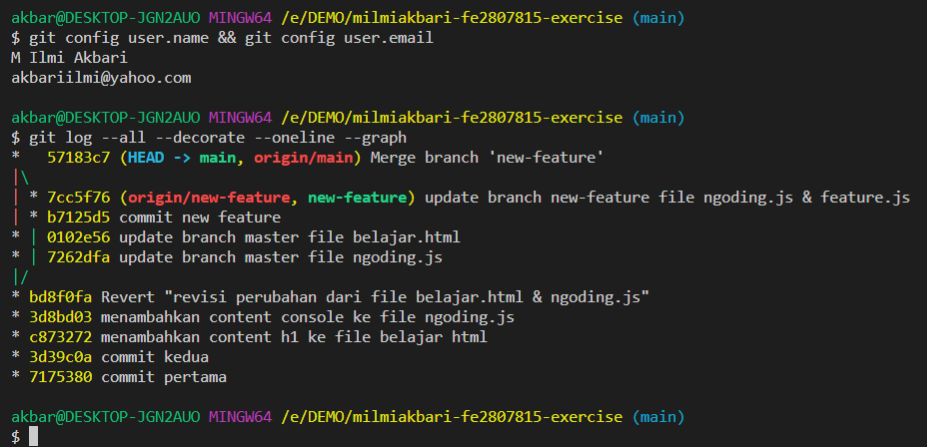 akbar@DESKTOP-JGN2AUO MINGW64 /e/DEMO/milmiakbari-fe2807815-exercise (main)
$ git config user.name && git config user.email
M Ilmi Akbari
akbariilmi@yahoo.com

akbar@DESKTOP-JGN2AUO MINGW64 /e/DEMO/milmiakbari-fe2807815-exercise (main)
$ git log --all --decorate --oneline --graph
*   57183c7 (HEAD -> main, origin/main) Merge branch 'new-feature'
|\
| * 7cc5f76 (origin/new-feature, new-feature) update branch new-feature file ngoding.js & feature.js
| * b7125d5 commit new feature
* | 0102e56 update branch master file belajar.html
* | 7262dfa update branch master file ngoding.js
|/
* bd8f0fa Revert "revisi perubahan dari file belajar.html & ngoding.js"
* 3d8bd03 menambahkan content console ke file ngoding.js
* c873272 menambahkan content h1 ke file belajar html
* 3d39c0a commit kedua
* 7175380 commit pertama

akbar@DESKTOP-JGN2AUO MINGW64 /e/DEMO/milmiakbari-fe2807815-exercise (main)
$